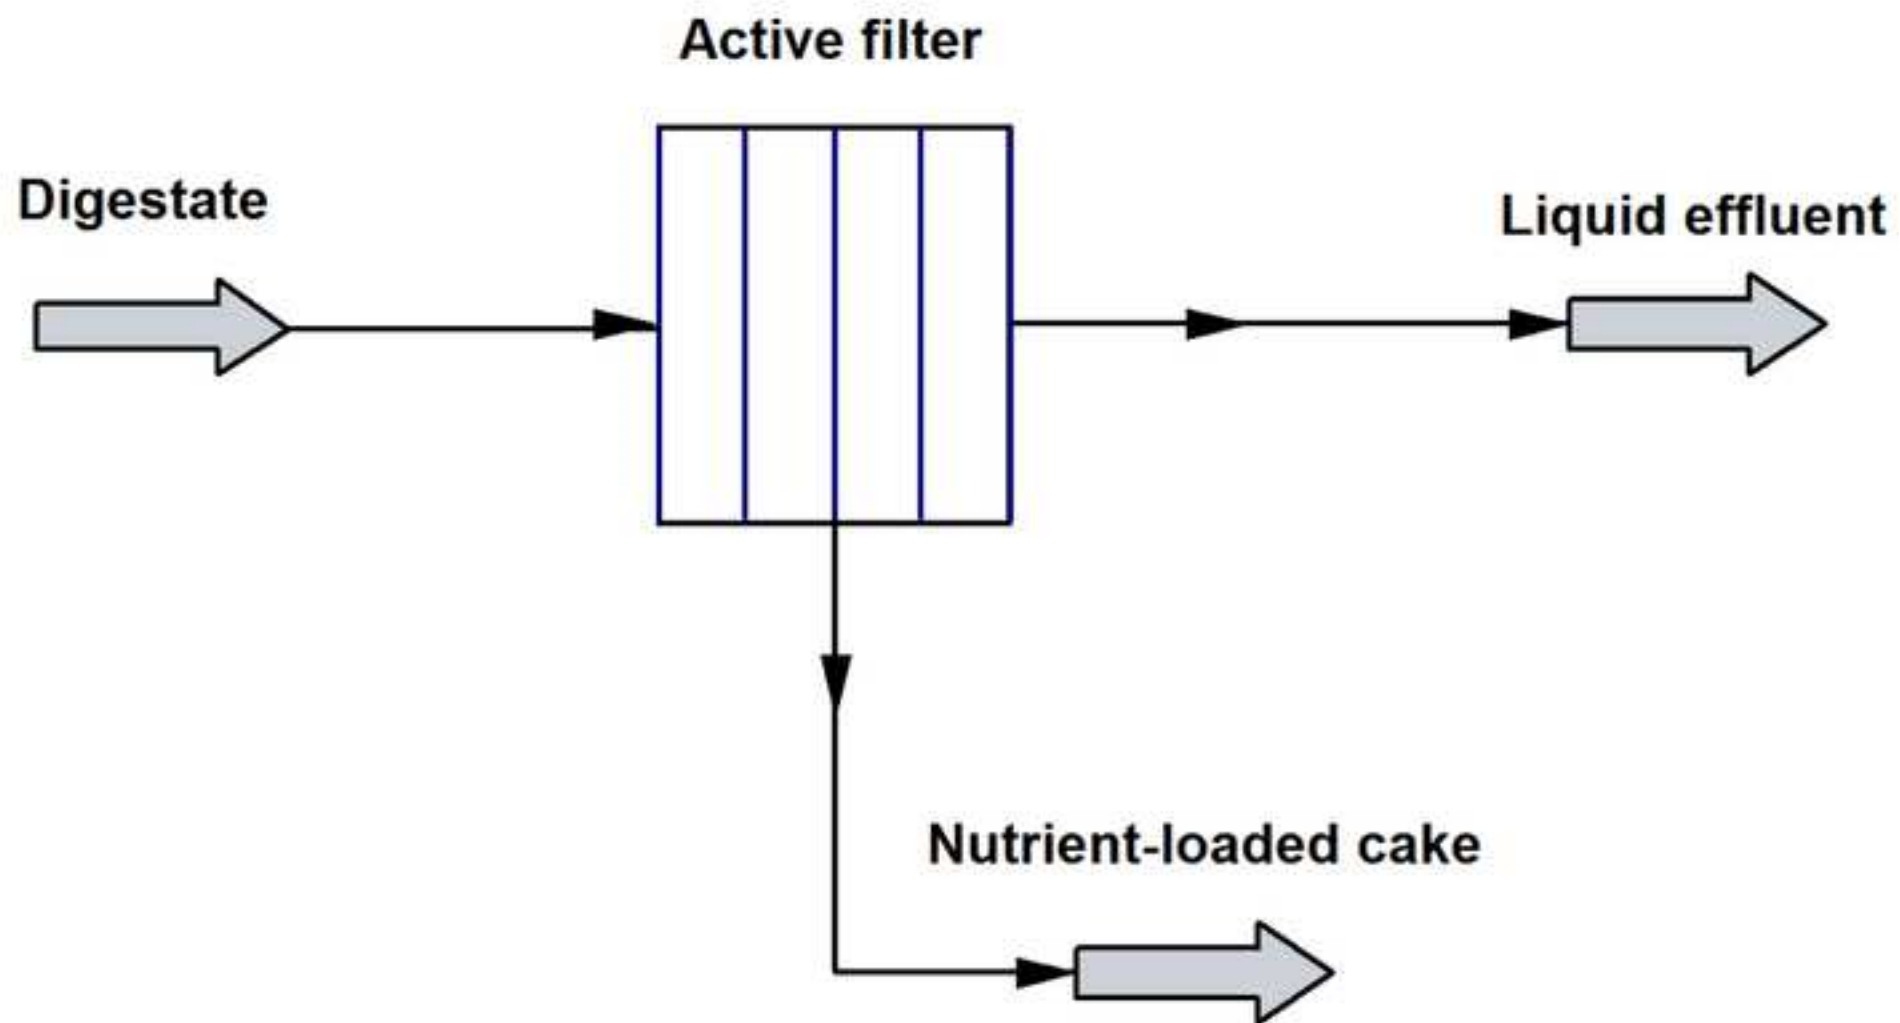 Active filter
Digestate
Liquid effluent
Nutrient-loaded cake